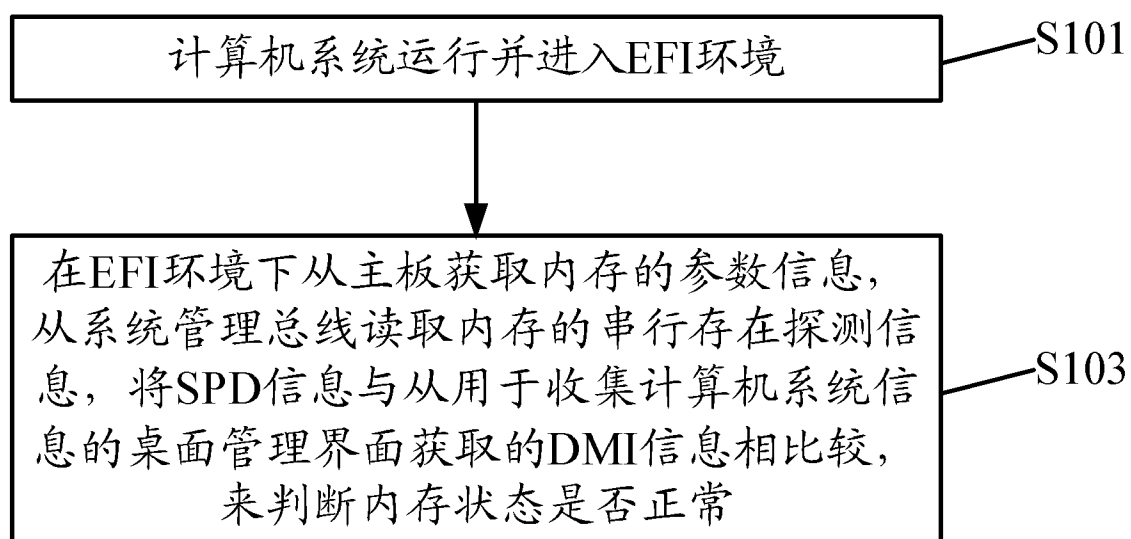 计算机系统运行并进入EFI环境
S101
在EFI环境下从主板获取内存的参数信息，
从系统管理总线读取内存的串行存在探测信
息，将SPD信息与从用于收集计算机系统信
息的桌面管理界面获取的DMI信息相比较，
来判断内存状态是否正常
S103